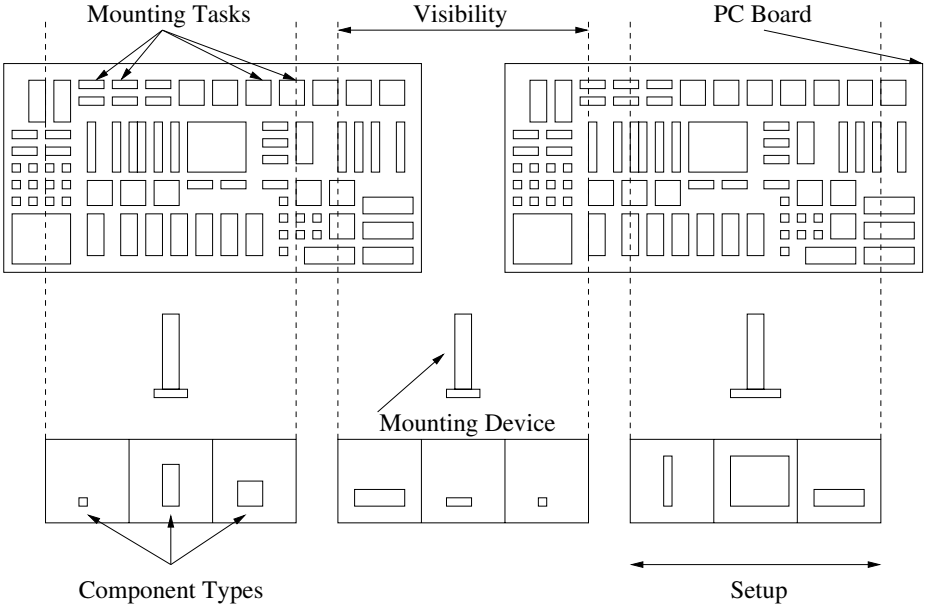 Mounting Tasks
Visibility
PC Board
Mounting Device
Component Types
Setup